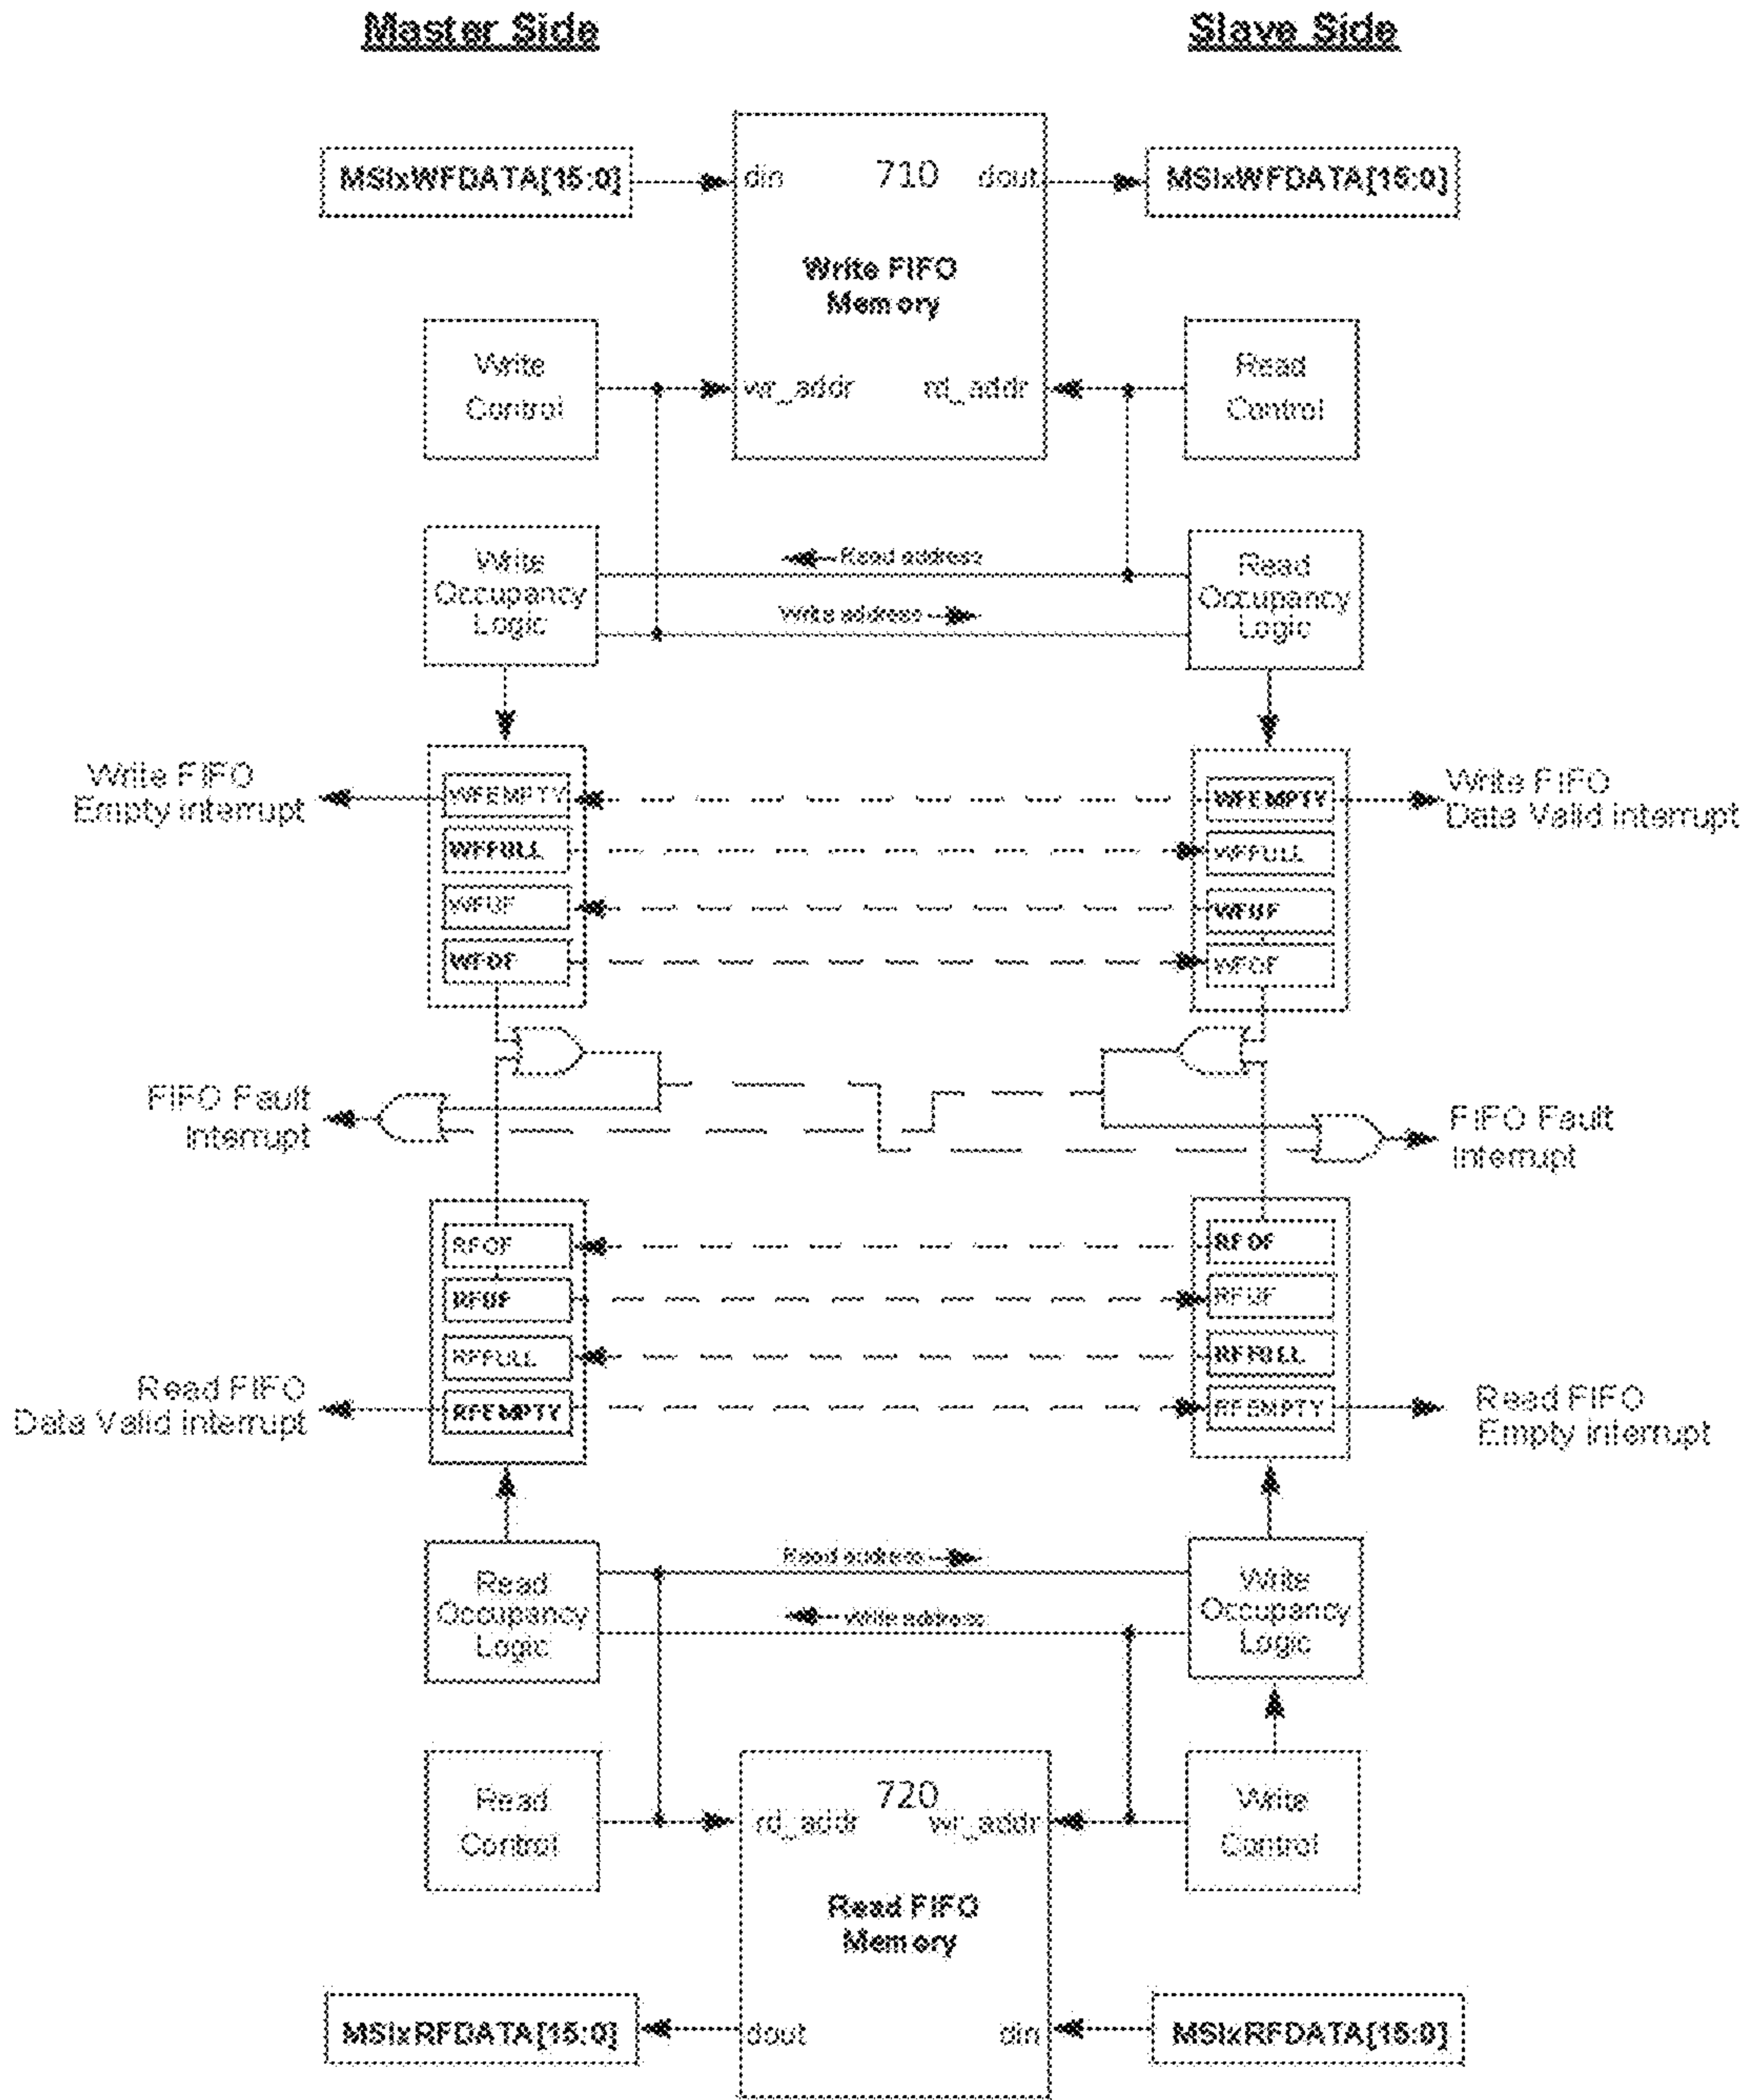 Master Side
Slave Side
MSIxWFDATA[15:0]
din
710
dout
MSIxWFDATA[15:0]
Write FIFO
Memory
Write
Control
wr_addr
rd_addr
Read
Control
Write
Occupancy
Logic
Read address
Write address
Read
Occupancy
Logic
Write FIFO
Empty interrupt
WFEMPTY
WFFULL
WFUF
WFOF
WFEMPTY
WFFULL
WFUF
WFOF
Write FIFO
Data Valid interrupt
FIFO Fault
Interrupt
FIFO Fault
Interrupt
RFOF
RFUF
RFFULL
RFEMPTY
RFOF
RFUF
RFFULL
RFEMPTY
Read FIFO
Data Valid interrupt
Read FIFO
Empty interrupt
Read
Occupancy
Logic
Read address
Write address
Write
Occupancy
Logic
Read
Control
rd_addr
720
wr_addr
Write
Control
Read FIFO
Memory
MSIxRFDATA[15:0]
dout
din
MSIxRFDATA[15:0]